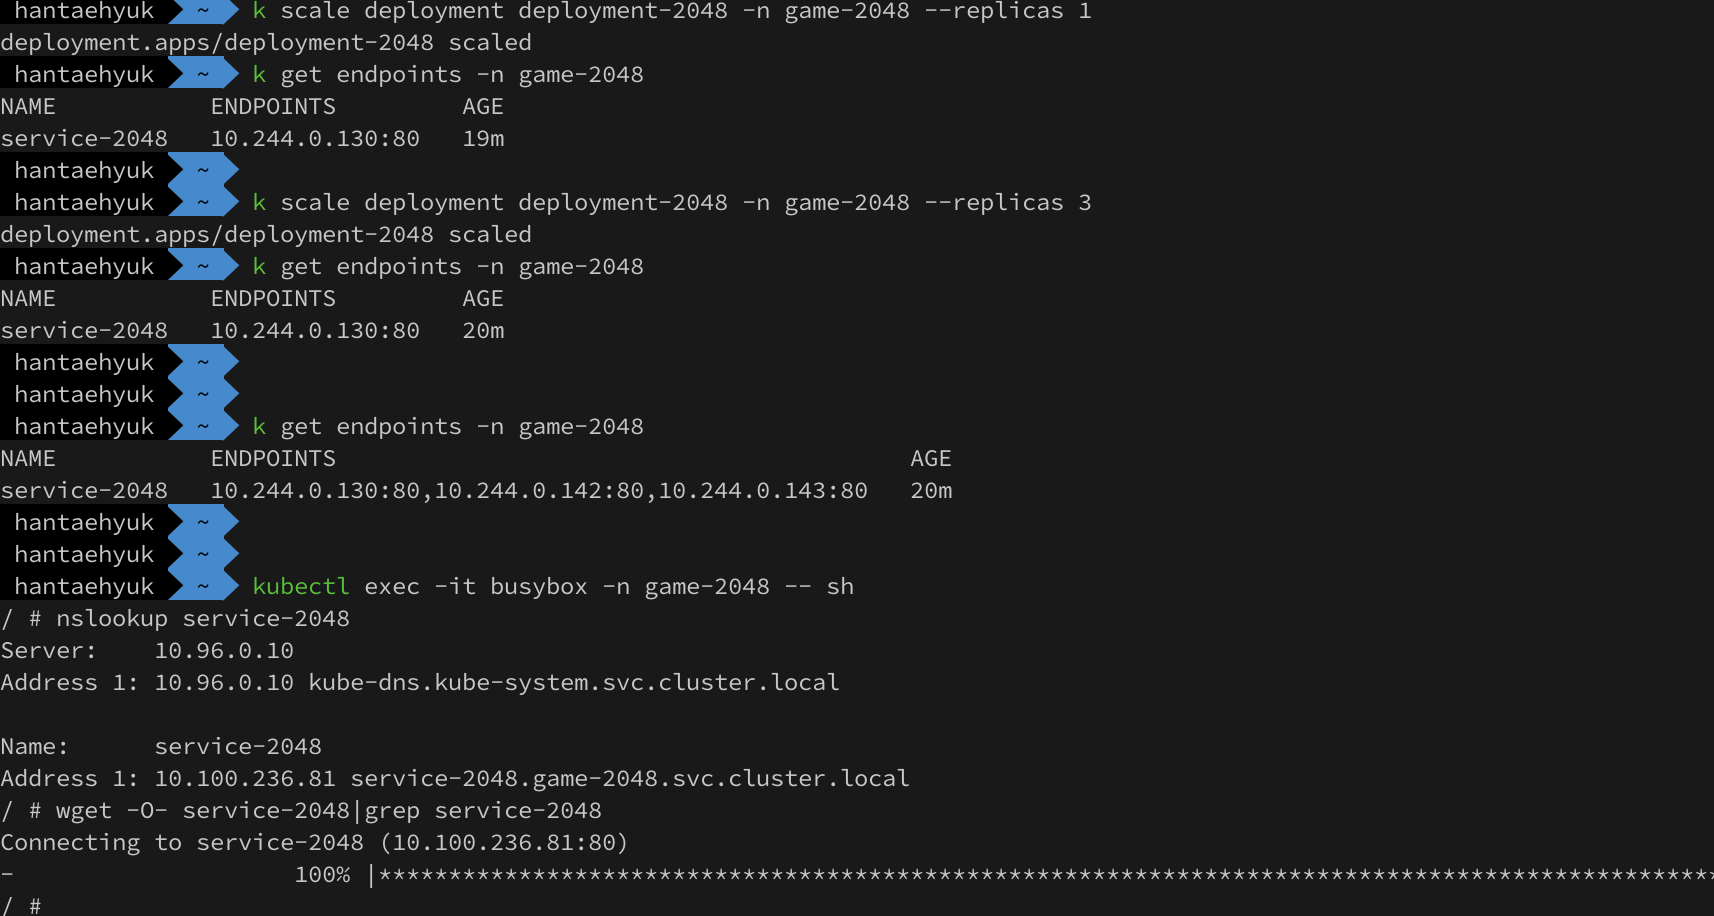 hantaehyuk ~ k scale deployment deployment-2048 -n game-2048 --replicas 1
deployment.apps/deployment-2048 scaled
hantaehyuk ~ k get endpoints -n game-2048
NAME ENDPOINTS AGE
service-2048 10.244.0.130:80 19m
hantaehyuk ~
hantaehyuk ~ k scale deployment deployment-2048 -n game-2048 --replicas 3
deployment.apps/deployment-2048 scaled
hantaehyuk ~ k get endpoints -n game-2048
NAME ENDPOINTS AGE
service-2048 10.244.0.130:80 20m
hantaehyuk ~
hantaehyuk ~
hantaehyuk ~ k get endpoints -n game-2048
NAME ENDPOINTS AGE
service-2048 10.244.0.130:80,10.244.0.142:80,10.244.0.143:80 20m
hantaehyuk ~
hantaehyuk ~
hantaehyuk ~ kubectl exec -it busybox -n game-2048 -- sh
/ # nslookup service-2048
Server: 10.96.0.10
Address 1: 10.96.0.10 kube-dns.kube-system.svc.cluster.local
Name: service-2048
Address 1: 10.100.236.81 service-2048.game-2048.svc.cluster.local
/ # wget -O- service-2048|grep service-2048
Connecting to service-2048 (10.100.236.81:80)
- 100% |***********************************************************************************************
/ #